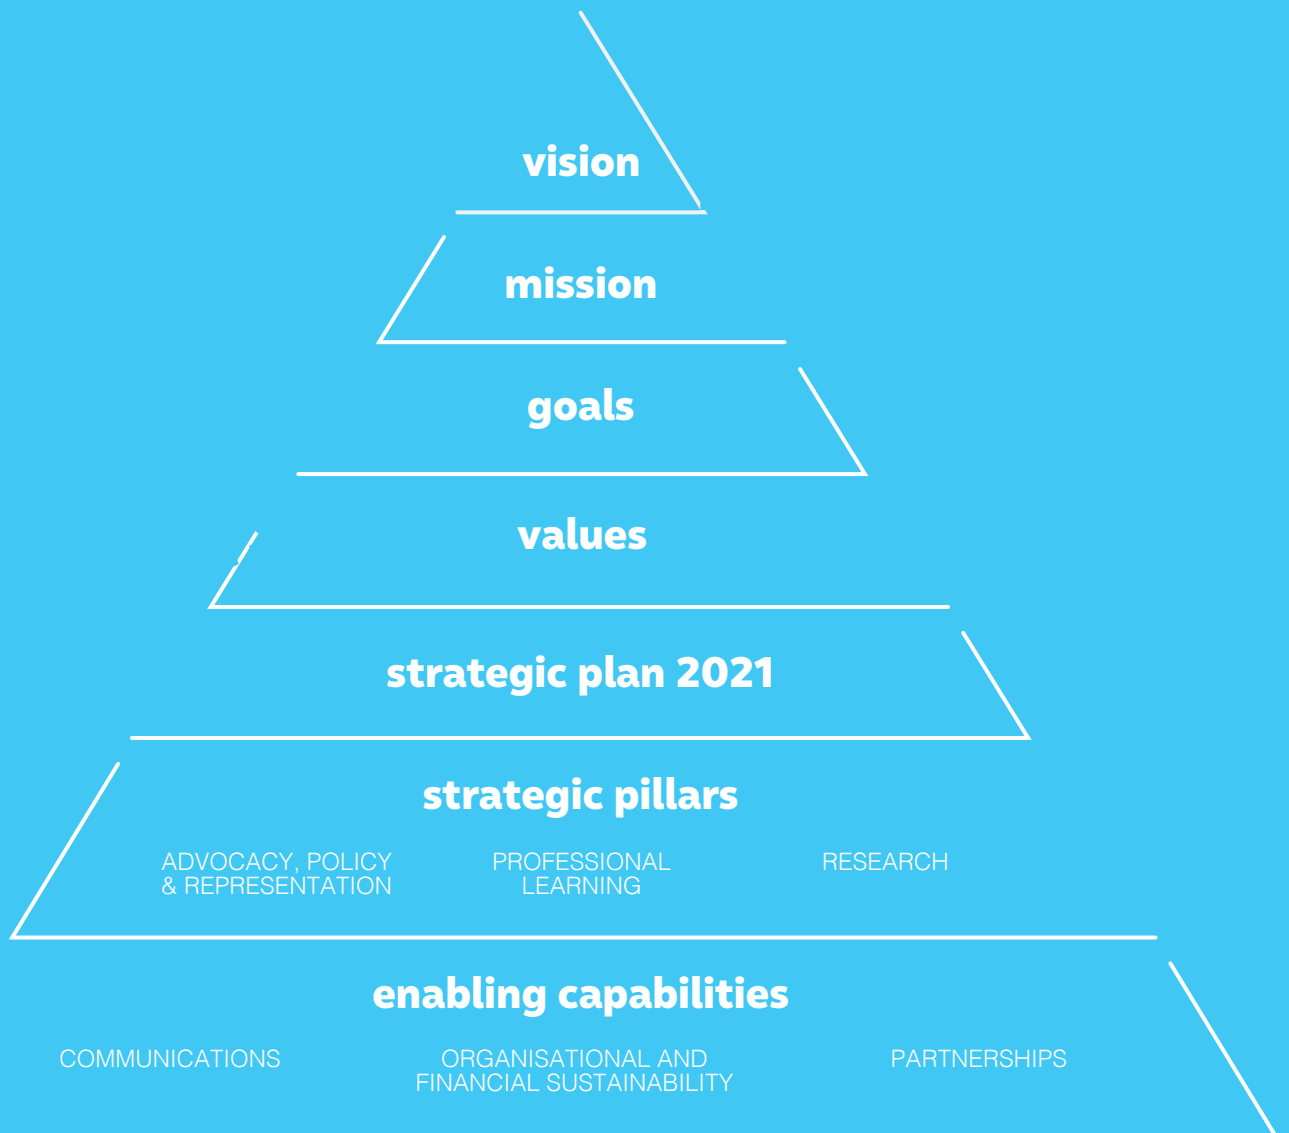 vision
mission
goals
values
strategic plan 2021
strategic pillars
ADVOCACY, POLICY
& REPRESENTATION
PROFESSIONAL
LEARNING
RESEARCH
enabling capabilities
COMMUNICATIONS
ORGANISATIONAL AND
FINANCIAL SUSTAINABILITY
PARTNERSHIPS